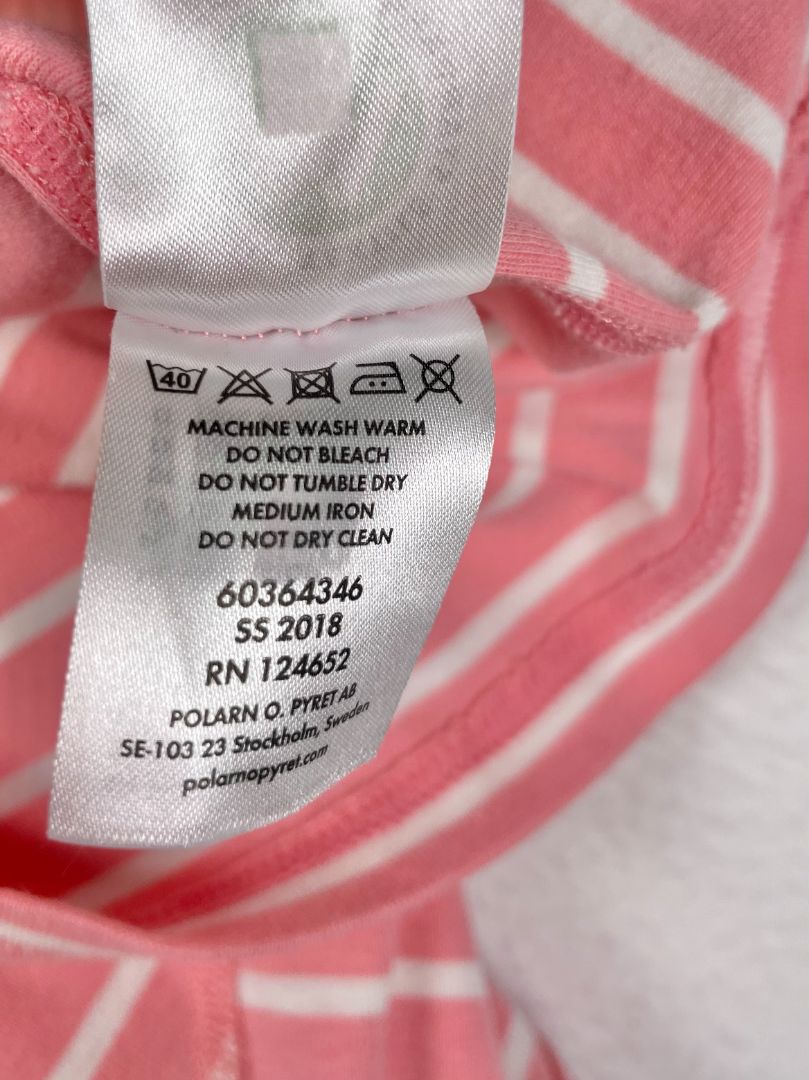 40
MACHINE WASH WARM
DO NOT BLEACH
DO NOT TUMBLE DRY
MEDIUM IRON
DO NOT DRY CLEAN
60364346
SS 2018
RN 124652
POLARN O. PYRET AB
SE-103 23 Stockholm, Sweden
polarnopyret.com